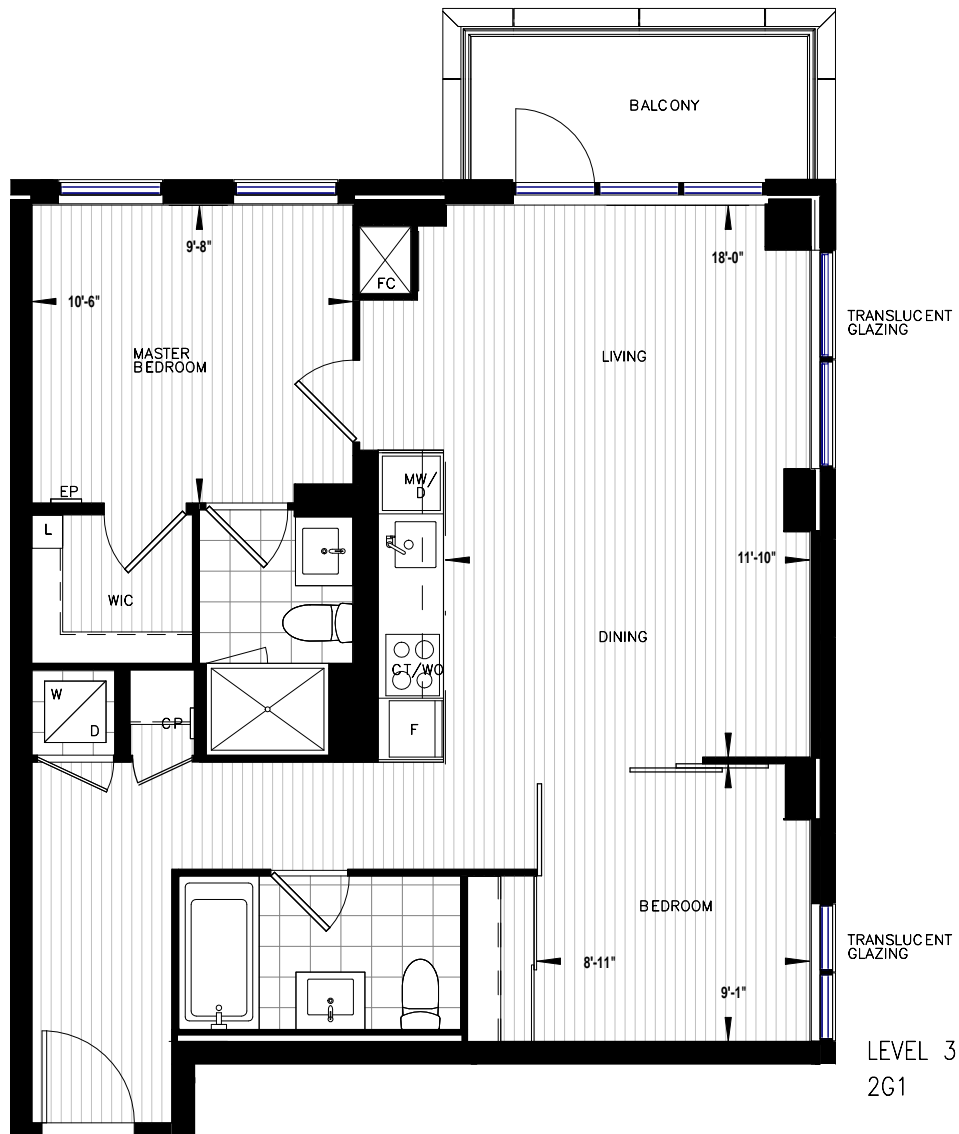 BALCONY
9'-8"
18'-0"
FC
10'-6"
TRANSLUCENT
GLAZING
MASTER
BEDROOM
LIVING
EP
MW/
D
L
11'-10"
WIC
DINING
CT/WO
W
D
CP
F
BEDROOM
TRANSLUCENT
GLAZING
8'-11"
9'-1"
LEVEL 3
2G1